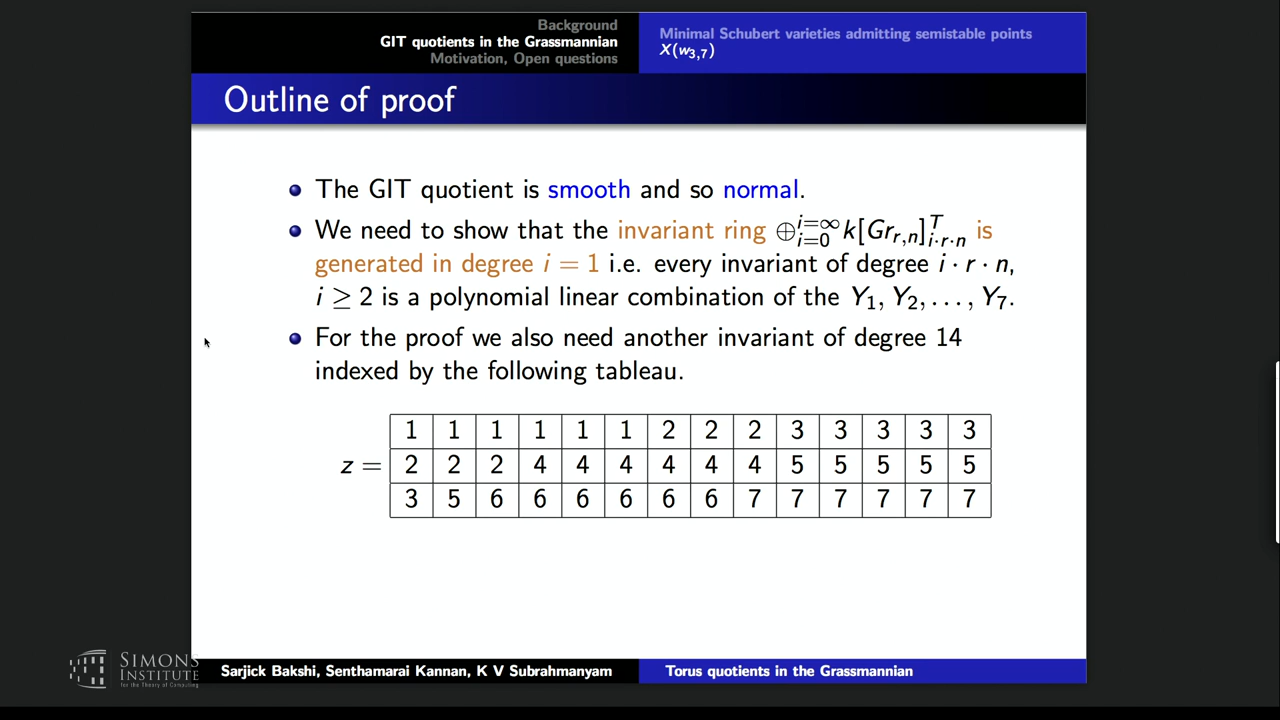 Background
GIT quotients in the Grassmannian
Motivation, Open questions
Minimal Schubert varieties admitting semistable points
X(w₃,₇)
Outline of proof
The GIT quotient is smooth and so normal.
We need to show that the invariant ring ⊕_{i=0}^{i=∞} k[Gr_{r,n}]^T_{i·r·n} is
generated in degree i = 1 i.e. every invariant of degree i · r · n,
i ≥ 2 is a polynomial linear combination of the Y₁, Y₂, . . . , Y₇.
For the proof we also need another invariant of degree 14
indexed by the following tableau.
1 1 1 1 1 1 2 2 2 3 3 3 3 3
z = 2 2 2 4 4 4 4 4 4 5 5 5 5 5
3 5 6 6 6 6 6 6 7 7 7 7 7 7
SIMONS
INSTITUTE
for the Theory of Computing
Sarjick Bakshi, Senthamarai Kannan, K V Subrahmanyam
Torus quotients in the Grassmannian